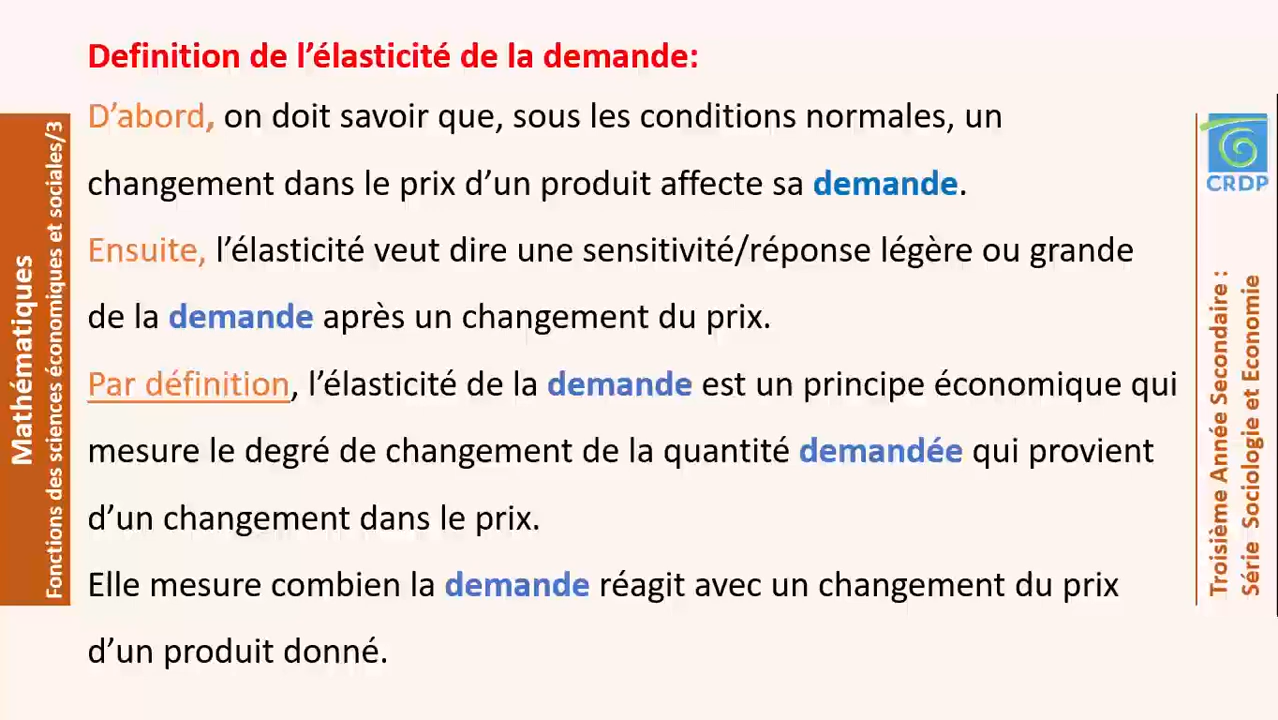 Definition de l’élasticité de la demande:
D’abord, on doit savoir que, sous les conditions normales, un
changement dans le prix d’un produit affecte sa demande.
Ensuite, l’élasticité veut dire une sensitivité/réponse légère ou grande
de la demande après un changement du prix.
Par définition, l’élasticité de la demande est un principe économique qui
mesure le degré de changement de la quantité demandée qui provient
d’un changement dans le prix.
Elle mesure combien la demande réagit avec un changement du prix
d’un produit donné.
Mathématiques
Fonctions des sciences économiques et sociales/3
CRDP
Troisième Année Secondaire :
Série Sociologie et Economie